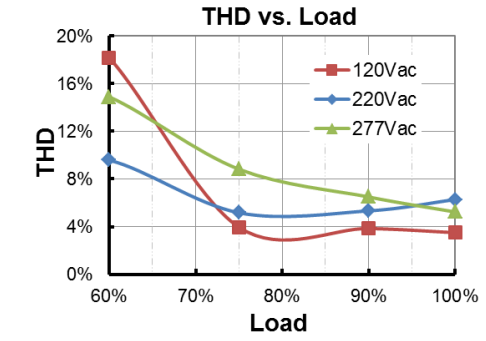 THD vs. Load
20%
16%
12%
8%
4%
0%
THD
120Vac
220Vac
277Vac
60% 70% 80% 90% 100%
Load